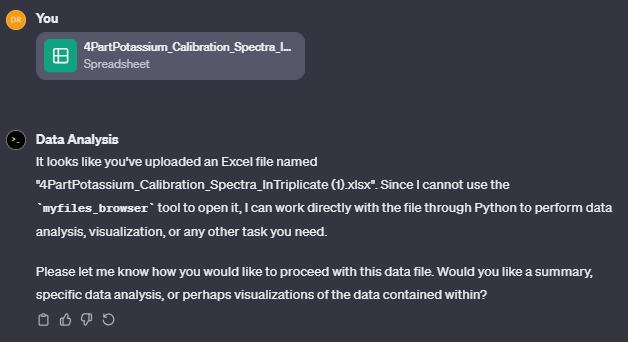 DR
You
4PartPotassium_Calibration_Spectra_I...
Spreadsheet
>_
Data Analysis
It looks like you've uploaded an Excel file named
"4PartPotassium_Calibration_Spectra_InTriplicate (1).xlsx". Since I cannot use the
`myfiles_browser` tool to open it, I can work directly with the file through Python to perform data
analysis, visualization, or any other task you need.
Please let me know how you would like to proceed with this data file. Would you like a summary,
specific data analysis, or perhaps visualizations of the data contained within?